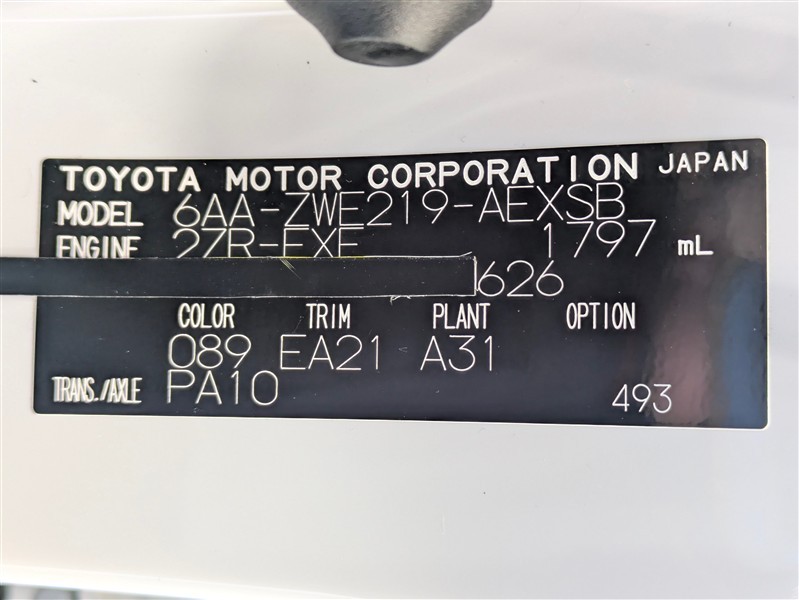 TOYOTA MOTOR CORPORATION JAPAN
MODEL 6AA-ZWE219-AEXSB
ENGINE 2ZR-FXE 1797 mL
626
COLOR TRIM PLANT OPTION
089 EA21 A31
TRANS./AXLE PA10 493